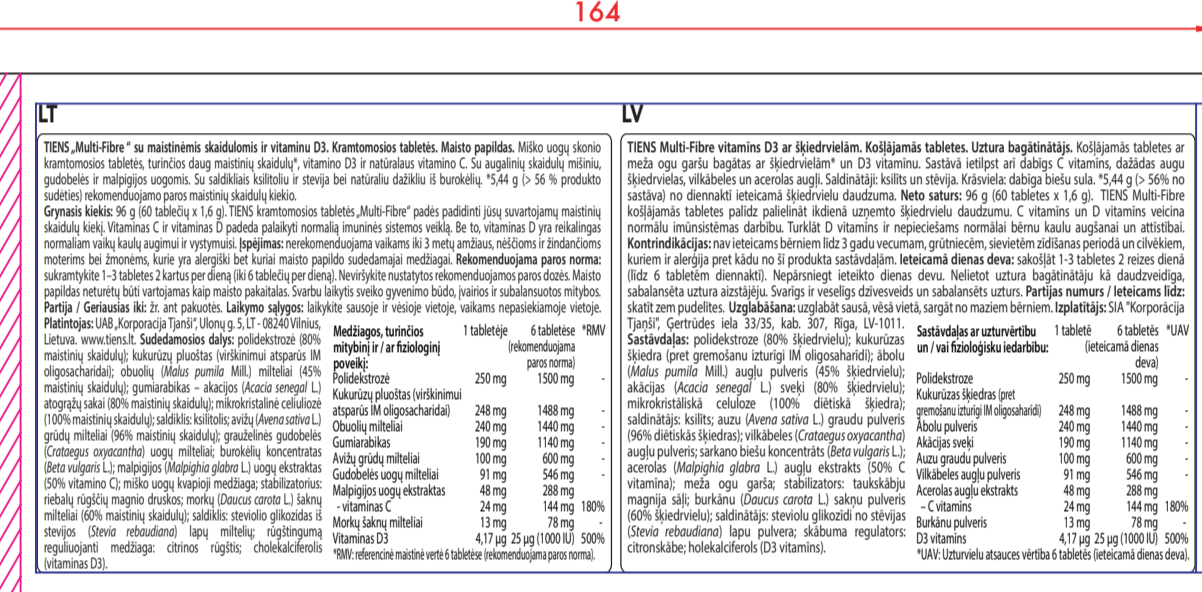 164
LT
TIENS „Multi-Fibre“ su maistinėmis skaidulomis ir vitaminu D3. Kramtomosios tabletės. Maisto papildas. Miško uogų skonio
kramtomosios tabletės, turinčios daug maistinių skaidulų*, vitamino D3 ir natūralaus vitamino C. Su augalinių skaidulų mišiniu,
gudobelės ir malpigijos uogomis. Su saldikliais ksilitoliu ir stevija bei natūraliu dažikliu iš burokėlių. *5,44 g (> 56 % produkto
sudėties) rekomenduojamo paros maistinių skaidulų kiekio.
Grynasis kiekis: 96 g (60 tablečių x 1,6 g). TIENS kramtomosios tabletės „Multi-Fibre“ padės padidinti jūsų suvartojamų maistinių
skaidulų kiekį. Vitaminas C ir vitaminas D padeda palaikyti normalią imuninės sistemos veiklą. Be to, vitaminas D yra reikalingas
normaliam vaikų kaulų augimui ir vystymuisi. Įspėjimas: nerekomenduojama vaikams iki 3 metų amžiaus, nėščioms ir žindančioms
moterims bei žmonėms, kurie yra alergiški bet kuriai maisto papildo sudedamajai medžiagai. Rekomenduojama paros norma:
sukramtykite 1–3 tabletes 2 kartus per dieną (iki 6 tablečių per dieną). Neviršykite nustatytos rekomenduojamos paros dozės. Maisto
papildas neturėtų būti vartojamas kaip maisto pakaitalas. Svarbu laikytis sveiko gyvenimo būdo, įvairios ir subalansuotos mitybos.
Partija / Geriausias iki: žr. ant pakuotės. Laikymo sąlygos: laikykite sausoje ir vėsioje vietoje, vaikams nepasiekiamoje vietoje.
Platintojas: UAB „Korporacija Tjanši“, Ulonų g. 5, LT - 08240 Vilnius,
Lietuva. www.tiens.lt. Sudedamosios dalys: polidekstrozė (80%
maistinių skaidulų); kukurūzų pluoštas (virškinimui atsparūs IM
oligosacharidai); obuolių (Malus pumila Mill.) milteliai (45%
maistinių skaidulų); gumiarabikas – akacijos (Acacia senegal L.)
atogrąžų sakai (80% maistinių skaidulų); mikrokristalinė celiuliozė
(100% maistinių skaidulų); saldiklis: ksilitolis; avižų (Avena sativa L.)
grūdų milteliai (96% maistinių skaidulų); grauželinės gudobelės
(Crataegus oxyacantha) uogų milteliai; burokėlių koncentratas
(Beta vulgaris L.); malpigijos (Malpighia glabra L.) uogų ekstraktas
(50% vitamino C); miško uogų kvapioji medžiaga; stabilizatorius:
riebalų rūgščių magnio druskos; morkų (Daucus carota L.) šaknų
milteliai (60% maistinių skaidulų); saldiklis: steviolio glikozidas iš
stevijos (Stevia rebaudiana) lapų miltelių; rūgštingumą
reguliuojanti medžiaga: citrinos rūgštis; cholekalciferolis
(vitaminas D3).
Medžiagos, turinčios 1 tabletėje 6 tabletėse *RMV
mitybinį ir / ar fiziologinį (rekomenduojama
poveikį: paros norma)
Polidekstrozė 250 mg 1500 mg -
Kukurūzų pluoštas (virškinimui
atsparūs IM oligosacharidai) 248 mg 1488 mg -
Obuolių milteliai 240 mg 1440 mg -
Gumiarabikas 190 mg 1140 mg -
Avižų grūdų milteliai 100 mg 600 mg -
Gudobelės uogų milteliai 91 mg 546 mg -
Malpigijos uogų ekstraktas 48 mg 288 mg
- vitaminas C 24 mg 144 mg 180%
Morkų šaknų milteliai 13 mg 78 mg -
Vitaminas D3 4,17 µg 25 µg (1000 IU) 500%
*RMV: referencinė maistinė vertė 6 tabletėse (rekomenduojama paros norma).
LV
TIENS Multi-Fibre vitamīns D3 ar šķiedrvielām. Košļājamās tabletes. Uztura bagātinātājs. Košļājamās tabletes ar
meža ogu garšu bagātas ar šķiedrvielām* un D3 vitamīnu. Sastāvā ietilpst arī dabīgs C vitamīns, dažādas augu
šķiedrvielas, vilkābeles un acerolas augļi. Saldinātāji: ksilīts un stēvija. Krāsviela: dabīga biešu sula. *5,44 g (> 56% no
sastāva) no diennaktī ieteicamā šķiedrvielu daudzuma. Neto saturs: 96 g (60 tabletes x 1,6 g). TIENS Multi-Fibre
košļājamās tabletes palīdz palielināt ikdienā uzņemto šķiedrvielu daudzumu. C vitamīns un D vitamīns veicina
normālu imūnsistēmas darbību. Turklāt D vitamīns ir nepieciešams normālai bērnu kaulu augšanai un attīstībai.
Kontrindikācijas: nav ieteicams bērniem līdz 3 gadu vecumam, grūtniecēm, sievietēm zīdīšanas periodā un cilvēkiem,
kuriem ir alerģija pret kādu no šī produkta sastāvdaļām. Ieteicamā dienas deva: sakošļāt 1-3 tabletes 2 reizes dienā
(līdz 6 tabletēm diennaktī). Nepārsniegt ieteikto dienas devu. Nelietot uztura bagātinātāju kā daudzveidīga,
sabalansēta uztura aizstājēju. Svarīgs ir veselīgs dzīvesveids un sabalansēts uzturs. Partijas numurs / Ieteicams līdz:
skatīt zem pudelītes. Uzglabāšana: uzglabāt sausā, vēsā vietā, sargāt no maziem bērniem. Izplatītājs: SIA "Korporācija
Tjanši", Ģertrūdes iela 33/35, kab. 307, Rīga, LV-1011.
Sastāvdaļas: polidekstroze (80% šķiedrvielu); kukurūzas
šķiedra (pret gremošanu izturīgi IM oligosaharīdi); ābolu
(Malus pumila Mill.) augļu pulveris (45% šķiedrvielu);
akācijas (Acacia senegal L.) sveķi (80% šķiedrvielu);
mikrokristāliskā celuloze (100% diētiskā šķiedra);
saldinātājs: ksilīts; auzu (Avena sativa L.) graudu pulveris
(96% diētiskās šķiedras); vilkābeles (Crataegus oxyacantha)
augļu pulveris; sarkano biešu koncentrāts (Beta vulgaris L.);
acerolas (Malpighia glabra L.) augļu ekstrakts (50% C
vitamīna); meža ogu garša; stabilizators: taukskābju
magnija sāļi; burkānu (Daucus carota L.) sakņu pulveris
(60% šķiedrvielu); saldinātājs: steviolu glikozīdi no stēvijas
(Stevia rebaudiana) lapu pulvera; skābuma regulators:
citronskābe; holekalciferols (D3 vitamīns).
Sastāvdaļas ar uzturvērtību 1 tabletē 6 tabletēs *UAV
un / vai fizioloģisku iedarbību: (ieteicamā dienas
deva)
Polidekstroze 250 mg 1500 mg -
Kukurūzas šķiedras (pret
gremošanu izturīgi IM oligosaharīdi) 248 mg 1488 mg -
Ābolu pulveris 240 mg 1440 mg -
Akācijas sveķi 190 mg 1140 mg -
Auzu graudu pulveris 100 mg 600 mg -
Vilkābeles augļu pulveris 91 mg 546 mg -
Acerolas augļu ekstrakts 48 mg 288 mg
– C vitamīns 24 mg 144 mg 180%
Burkānu pulveris 13 mg 78 mg -
D3 vitamīns 4,17 µg 25 µg (1000 IU) 500%
*UAV: Uzturvielu atsauces vērtība 6 tabletēs (ieteicamā dienas deva).